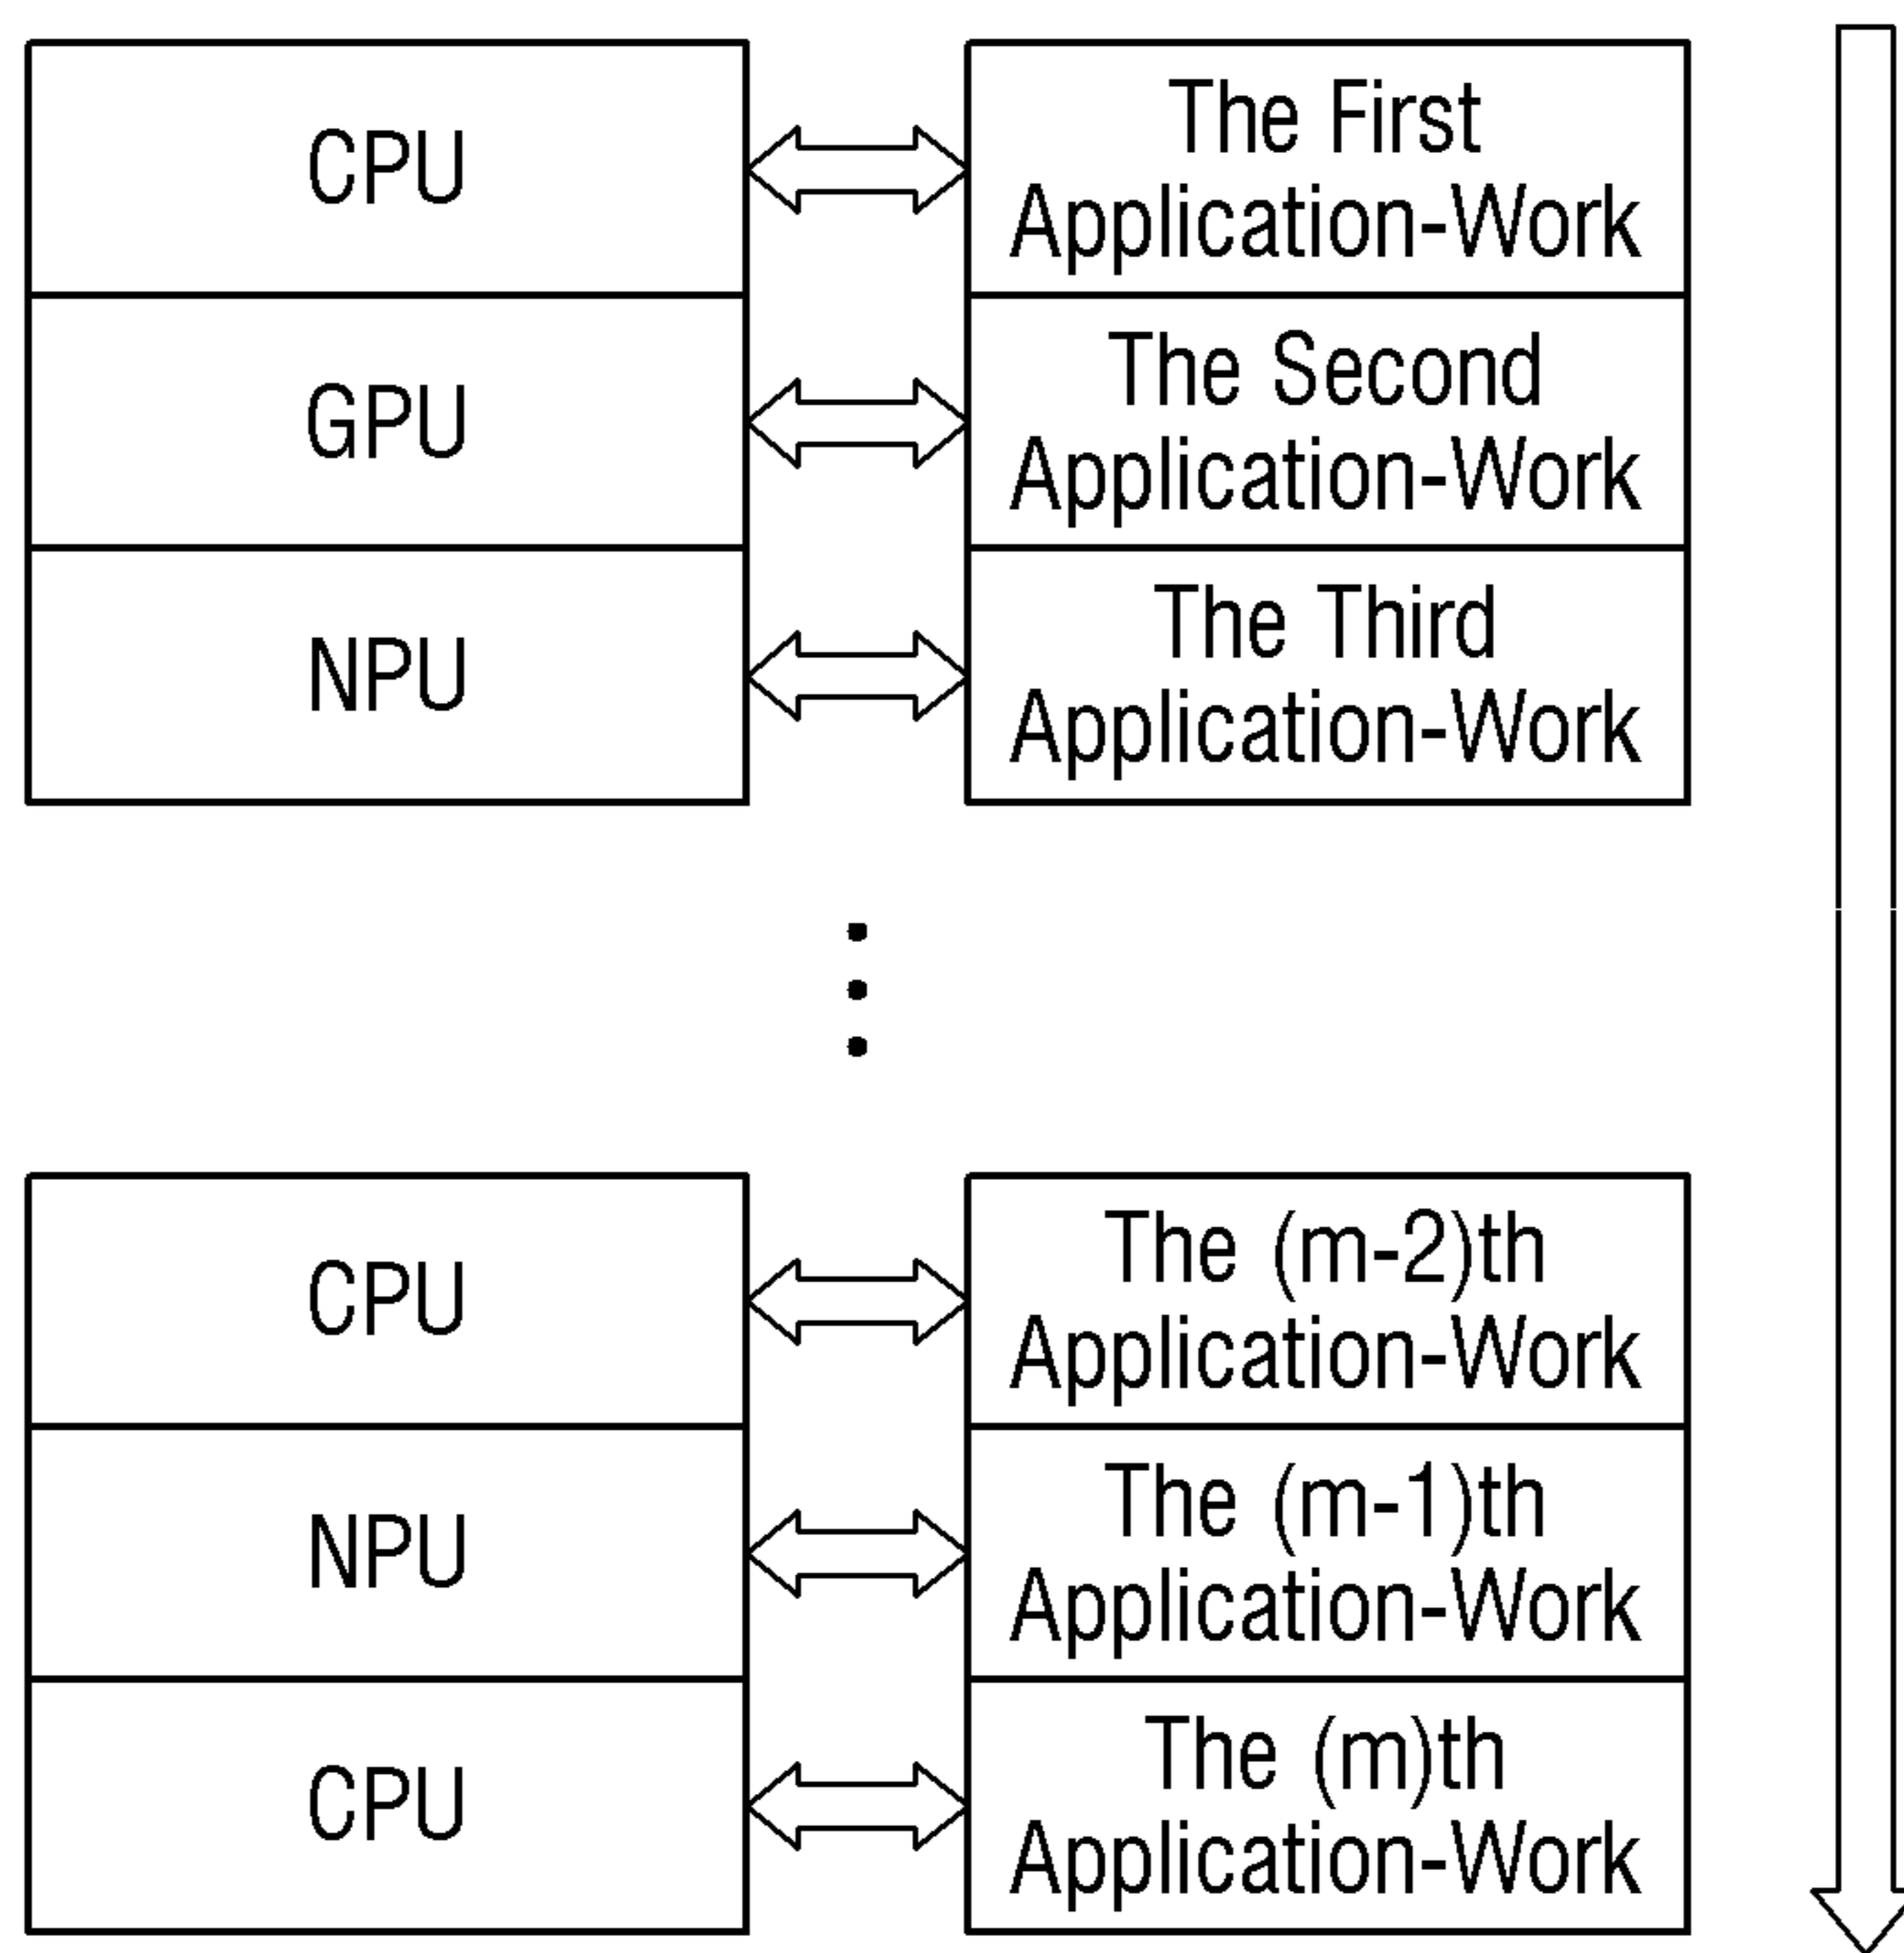 CPU
The First
Application-Work
GPU
The Second
Application-Work
NPU
The Third
Application-Work
CPU
The (m-2)th
Application-Work
NPU
The (m-1)th
Application-Work
CPU
The (m)th
Application-Work